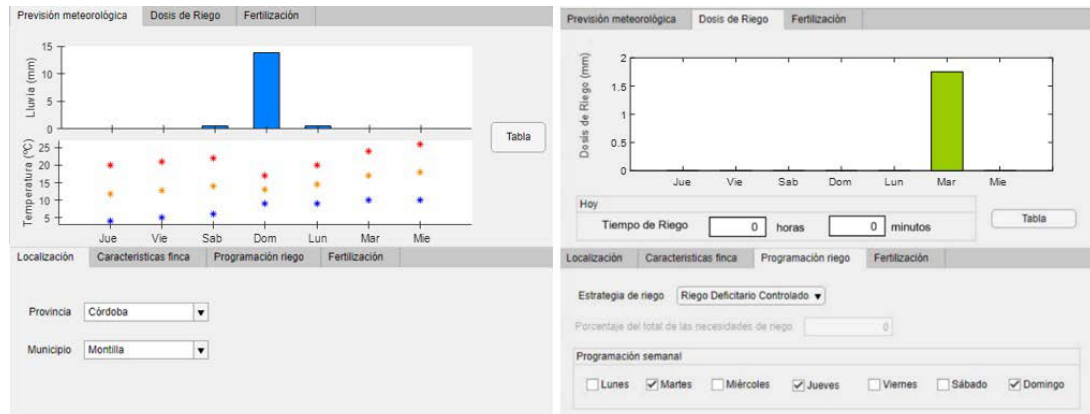 Previsión meteorológica Dosis de Riego Fertilización
Lluvia (mm)
15
10
5
0
Temperatura (ºC)
25
20
15
10
5
Jue Vie Sab Dom Lun Mar Mie
Tabla
Localización Caracteristicas finca Programación riego Fertilización
Provincia Córdoba
Municipio Montilla
Previsión meteorológica Dosis de Riego Fertilización
Dosis de Riego (mm)
2
1.5
1
0.5
0
Jue Vie Sab Dom Lun Mar Mie
Hoy
Tiempo de Riego 0 horas 0 minutos
Tabla
Localización Caracteristicas finca Programación riego Fertilización
Estrategia de riego Riego Deficitario Controlado
Porcentaje del total de las necesidades de riego 0
Programación semanal
Lunes Martes Miércoles Jueves Viernes Sábado Domingo